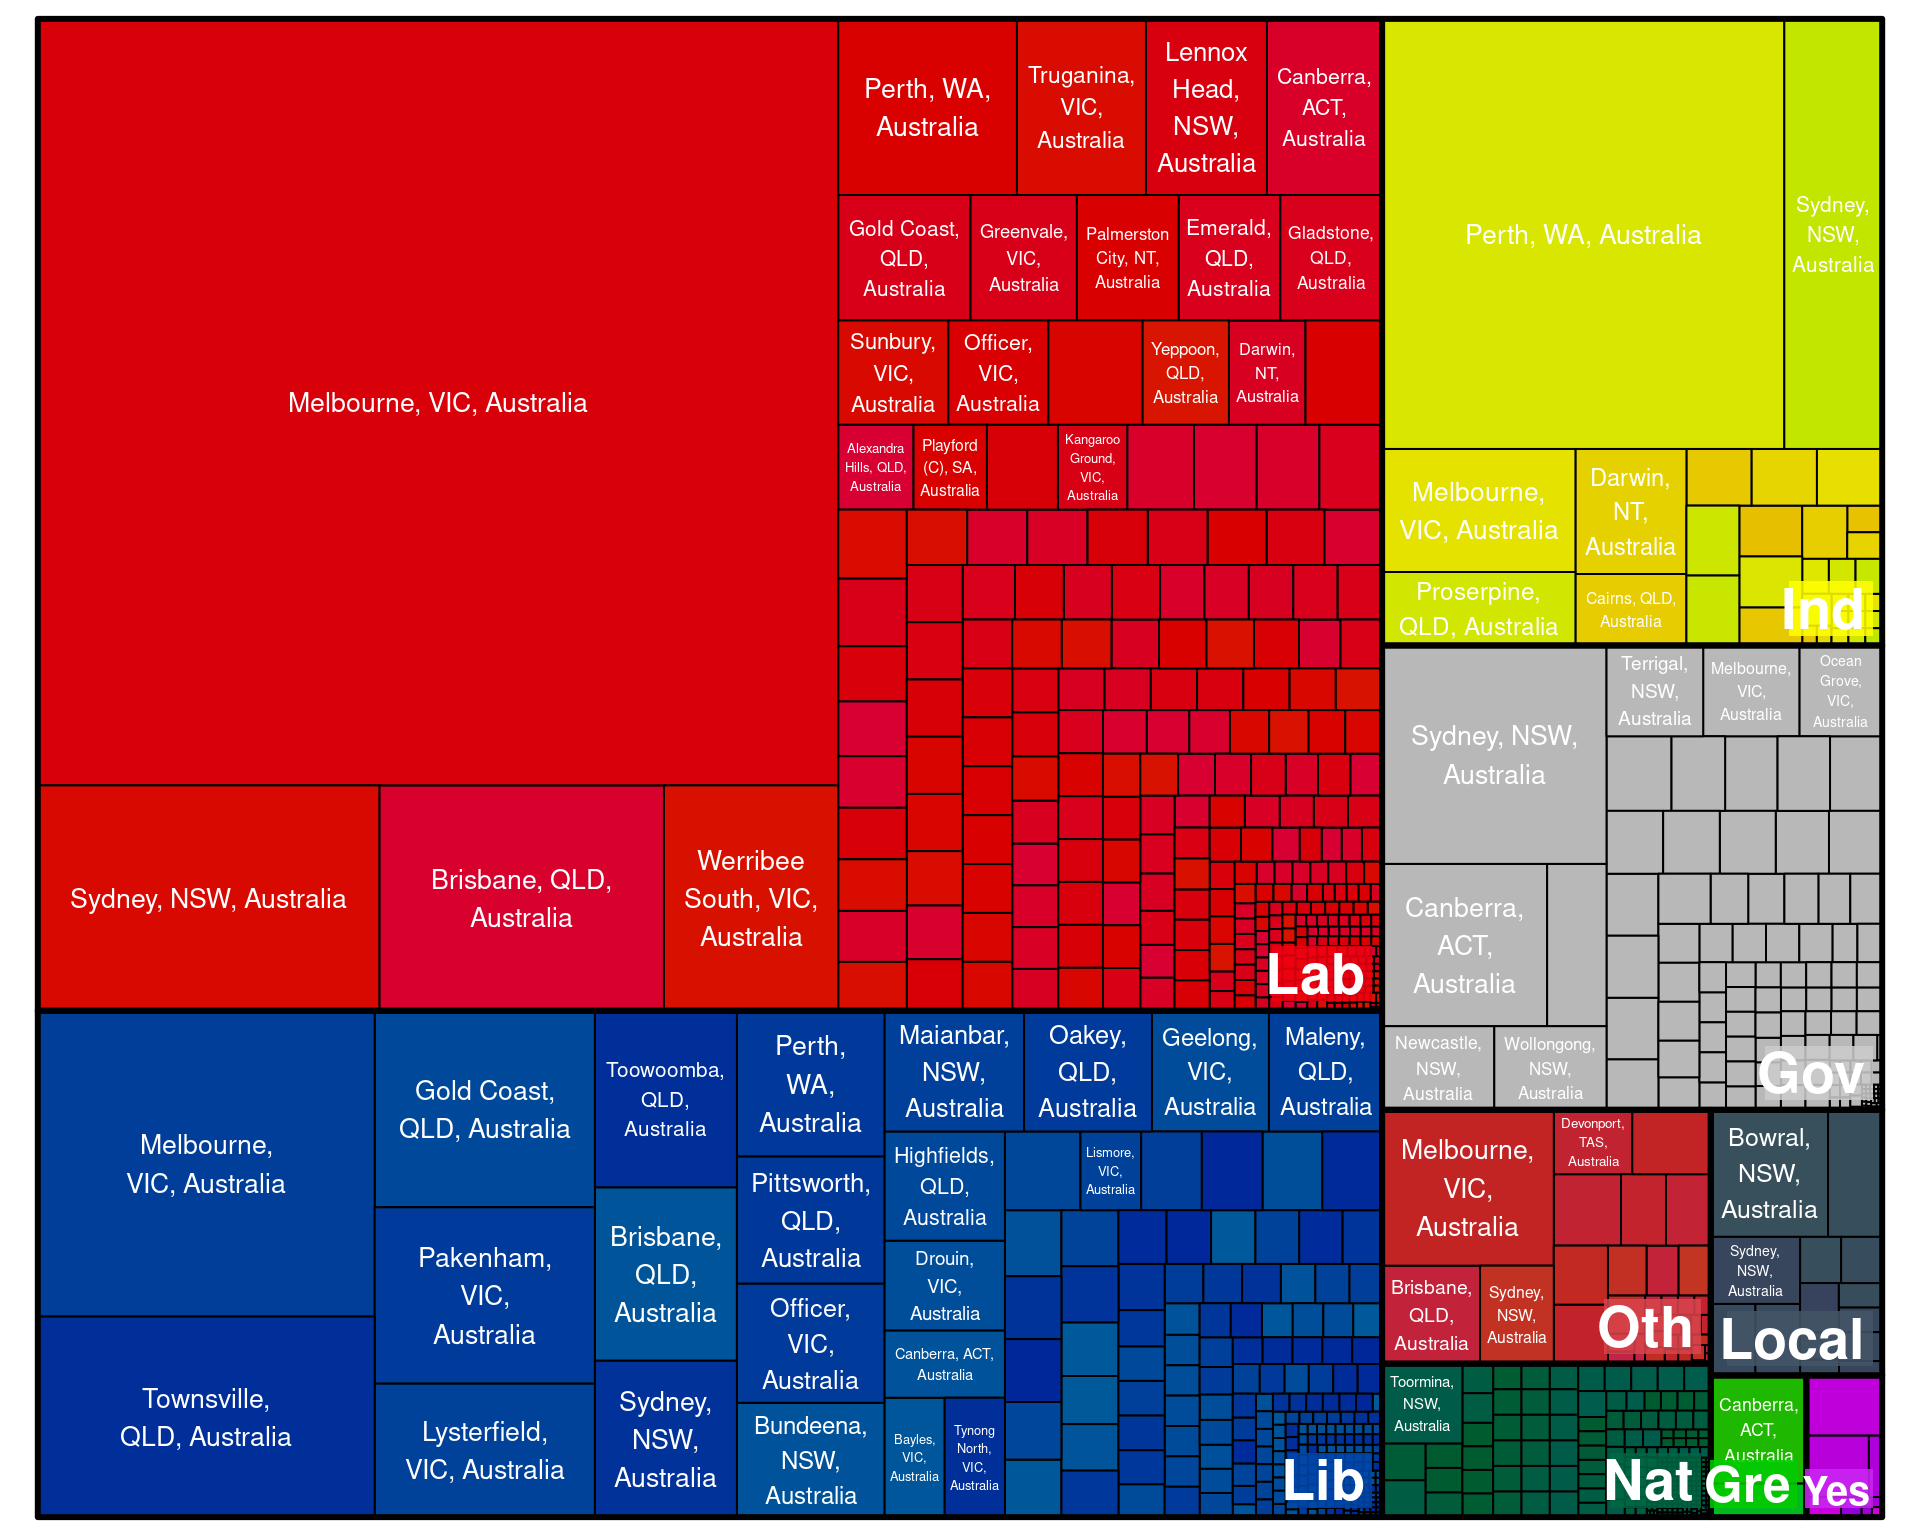 Melbourne, VIC, Australia
Sydney, NSW, Australia
Brisbane, QLD,
Australia
Werribee
South, VIC,
Australia
Perth, WA,
Australia
Truganina,
VIC,
Australia
Lennox
Head,
NSW,
Australia
Canberra,
ACT,
Australia
Gold Coast,
QLD,
Australia
Greenvale,
VIC,
Australia
Palmerston
City, NT,
Australia
Emerald,
QLD,
Australia
Gladstone,
QLD,
Australia
Sunbury,
VIC,
Australia
Officer,
VIC,
Australia
Yeppoon,
QLD,
Australia
Darwin,
NT,
Australia
Alexandra
Hills, QLD,
Australia
Playford
(C), SA,
Australia
Kangaroo
Ground,
VIC,
Australia
Lab
Perth, WA, Australia
Sydney,
NSW,
Australia
Melbourne,
VIC, Australia
Darwin,
NT,
Australia
Proserpine,
QLD, Australia
Cairns, QLD,
Australia
Ind
Sydney, NSW,
Australia
Terrigal,
NSW,
Australia
Melbourne,
VIC,
Australia
Ocean
Grove,
VIC,
Australia
Canberra,
ACT,
Australia
Newcastle,
NSW,
Australia
Wollongong,
NSW,
Australia
Gov
Melbourne,
VIC, Australia
Townsville,
QLD, Australia
Gold Coast,
QLD, Australia
Pakenham,
VIC,
Australia
Lysterfield,
VIC, Australia
Toowoomba,
QLD,
Australia
Brisbane,
QLD,
Australia
Sydney,
NSW,
Australia
Perth,
WA,
Australia
Pittsworth,
QLD,
Australia
Officer,
VIC,
Australia
Bundeena,
NSW,
Australia
Maianbar,
NSW,
Australia
Oakey,
QLD,
Australia
Geelong,
VIC,
Australia
Maleny,
QLD,
Australia
Highfields,
QLD,
Australia
Lismore,
VIC,
Australia
Drouin,
VIC,
Australia
Canberra, ACT,
Australia
Bayles,
VIC,
Australia
Tynong
North,
VIC,
Australia
Lib
Melbourne,
VIC,
Australia
Devonport,
TAS,
Australia
Brisbane,
QLD,
Australia
Sydney,
NSW,
Australia
Oth
Bowral,
NSW,
Australia
Sydney,
NSW,
Australia
Local
Toormina,
NSW,
Australia
Nat
Canberra,
ACT,
Australia
Gre
Yes